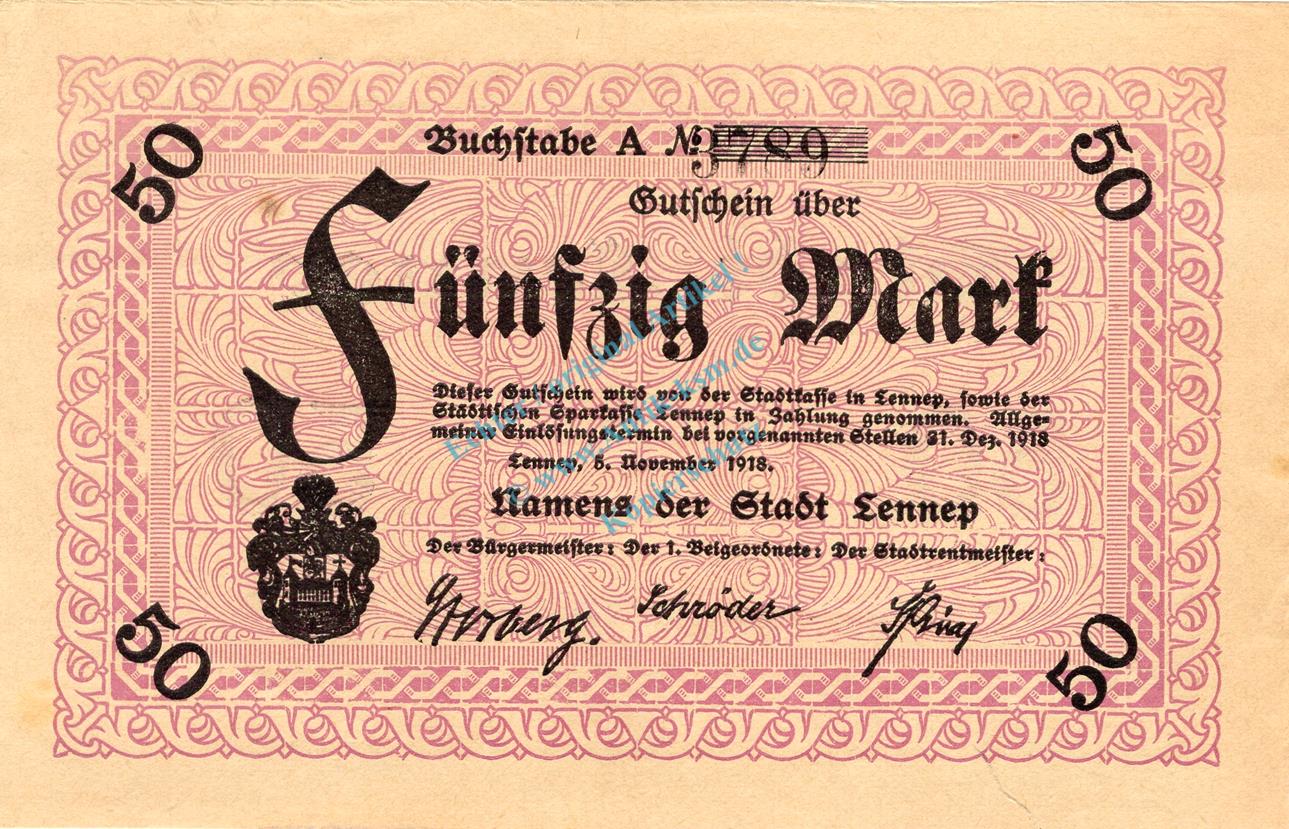 50
50
Buchstabe A № 3789
Gutschein über
Fünfzig Mark
Dieser Gutschein wird von der Stadtkasse in Lennep, sowie der
Städtischen Sparkasse Lennep in Zahlung genommen. Allge-
meiner Einlösungstermin bei vorgenannten Stellen 31. Dez. 1918
Lennep, 5. November 1918.
Namens der Stadt Lennep
Der Bürgermeister: Der 1. Beigeordnete: Der Stadtrentmeister:
Schröder
50
50